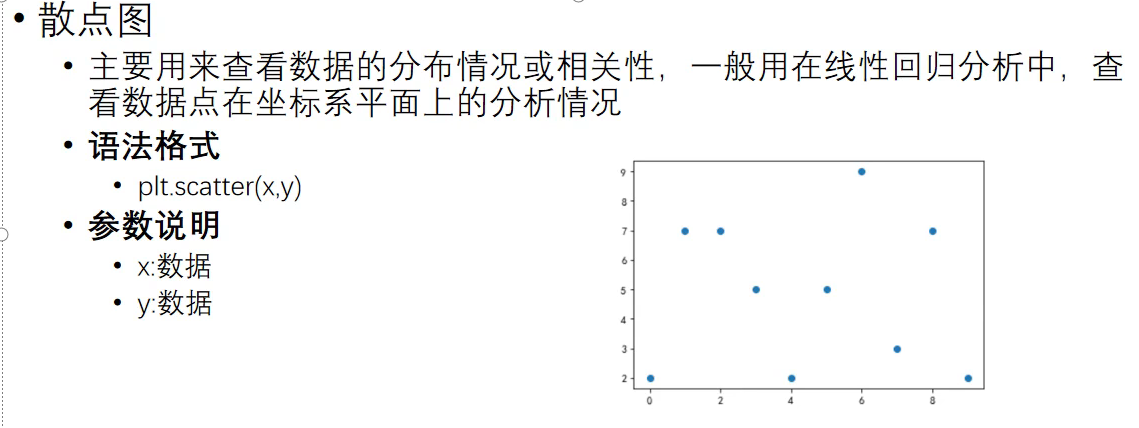 • 散点图
• 主要用来查看数据的分布情况或相关性，一般用在线性回归分析中，查
看数据点在坐标系平面上的分析情况
• 语法格式
• plt.scatter(x,y)
• 参数说明
• x:数据
• y:数据
9
8
7
6
5
4
3
2
0 2 4 6 8